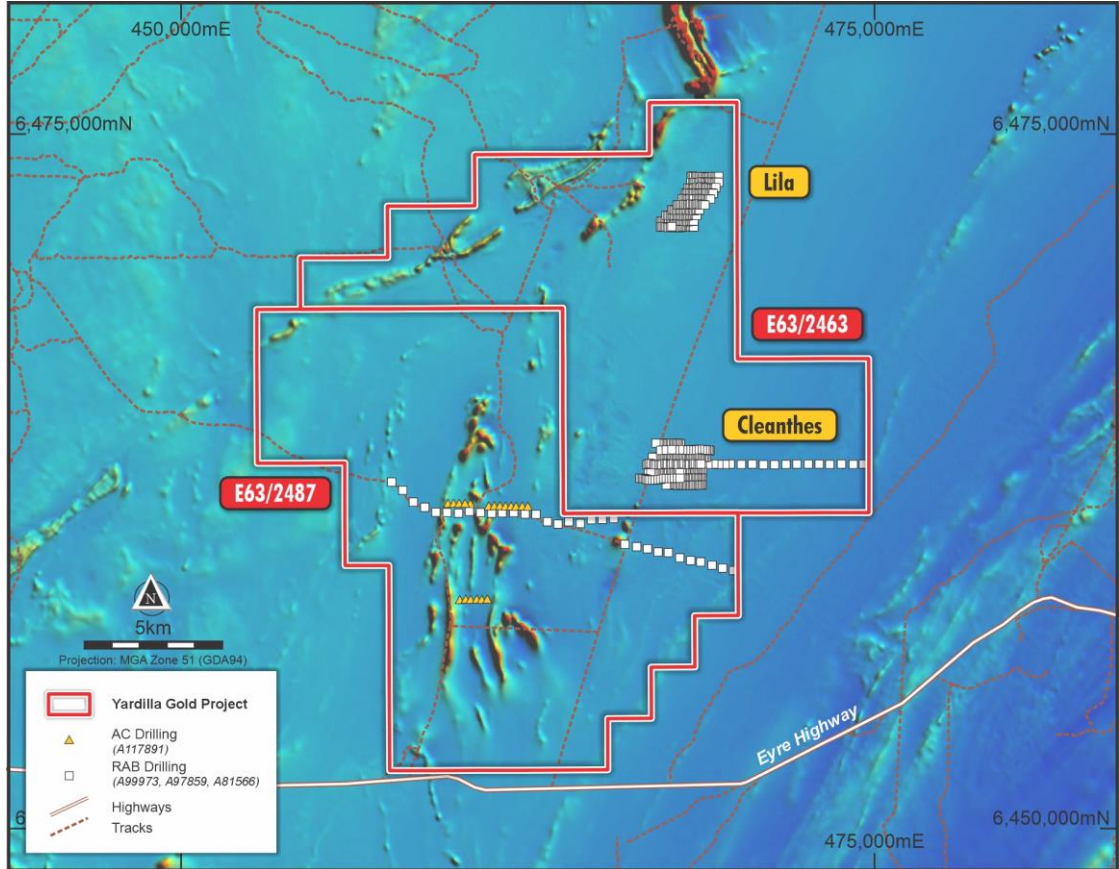 450,000mE
475,000mE
6,475,000mN
6,475,000mN
Lila
E63/2463
Cleanthes
E63/2487
N
5km
Projection: MGA Zone 51 (GDA94)
Yardilla Gold Project
AC Drilling
(A117891)
RAB Drilling
(A99973, A97859, A81566)
Highways
Tracks
Eyre Highway
6,450,000mN
475,000mE